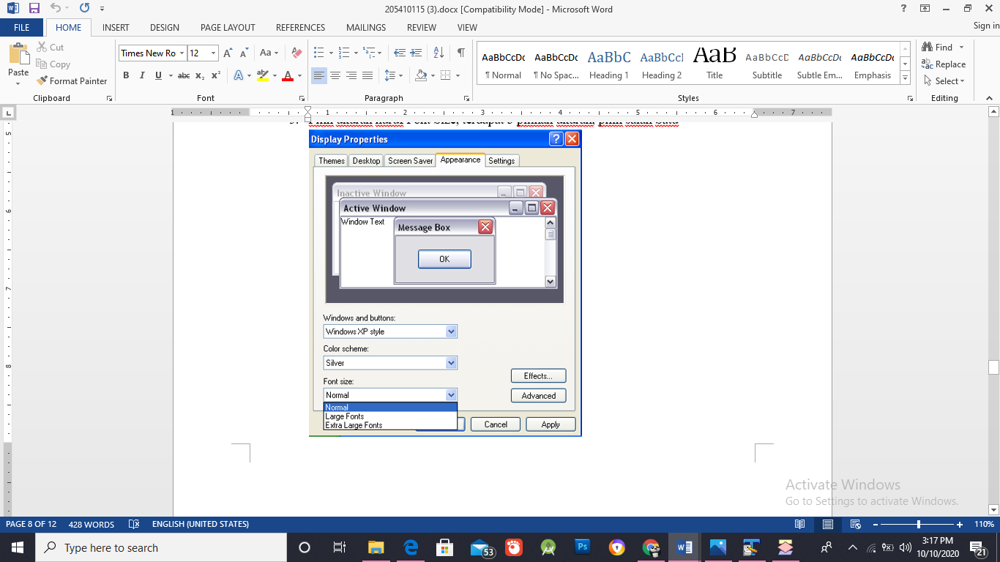 205410115 (3).docx [Compatibility Mode] - Microsoft Word
FILE HOME INSERT DESIGN PAGE LAYOUT REFERENCES MAILINGS REVIEW VIEW Sign in
Paste
Cut
Copy
Format Painter
Clipboard
Times New Ro 12
Font
Paragraph
AaBbCcDc AaBbCcDc AaBbC AaBbCcI AaB AaBbCcD AaBbCcDc AaBbCcDc
¶ Normal ¶ No Spac... Heading 1 Heading 2 Title Subtitle Subtle Em... Emphasis
Styles
Find
Replace
Select
Editing
1 1 2 3 4 5 6 7
5
6
7
8
Display Properties
Themes Desktop Screen Saver Appearance Settings
Inactive Window
Active Window
Window Text
Message Box
OK
Windows and buttons:
Windows XP style
Color scheme:
Silver
Font size:
Normal
Normal
Large Fonts
Extra Large Fonts
Effects...
Advanced
Cancel Apply
Activate Windows
Go to Settings to activate Windows.
PAGE 8 OF 12 428 WORDS ENGLISH (UNITED STATES) 110%
Type here to search
53
Ps
3:17 PM
10/10/2020
21